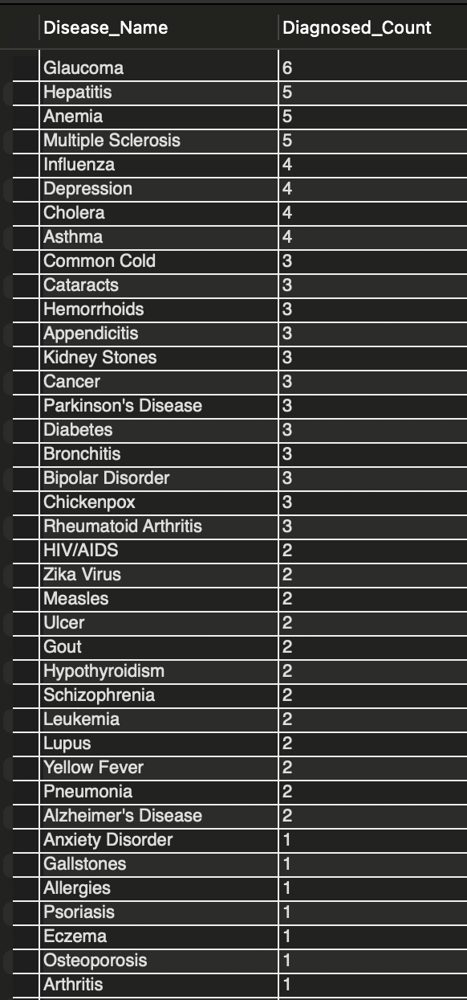 Disease_Name Diagnosed_Count
Glaucoma 6
Hepatitis 5
Anemia 5
Multiple Sclerosis 5
Influenza 4
Depression 4
Cholera 4
Asthma 4
Common Cold 3
Cataracts 3
Hemorrhoids 3
Appendicitis 3
Kidney Stones 3
Cancer 3
Parkinson's Disease 3
Diabetes 3
Bronchitis 3
Bipolar Disorder 3
Chickenpox 3
Rheumatoid Arthritis 3
HIV/AIDS 2
Zika Virus 2
Measles 2
Ulcer 2
Gout 2
Hypothyroidism 2
Schizophrenia 2
Leukemia 2
Lupus 2
Yellow Fever 2
Pneumonia 2
Alzheimer's Disease 2
Anxiety Disorder 1
Gallstones 1
Allergies 1
Psoriasis 1
Eczema 1
Osteoporosis 1
Arthritis 1